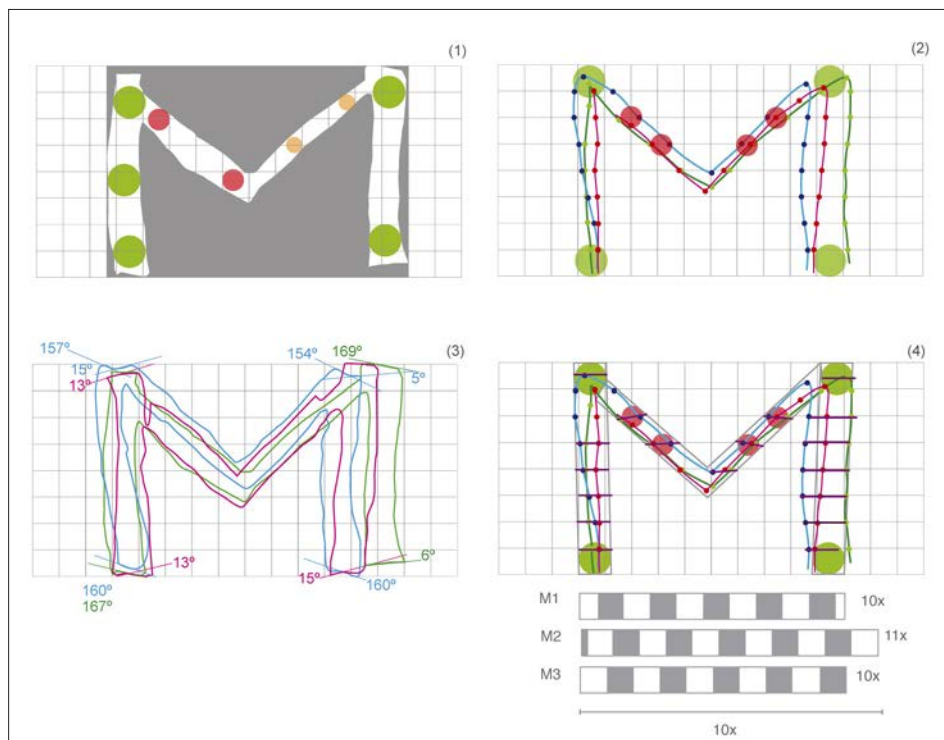 (1)
(2)
157º
15º
13º
154º
169º
5º
(3)
(4)
13º
15º
6º
160º
160º
167º
M1
10x
M2
11x
M3
10x
10x